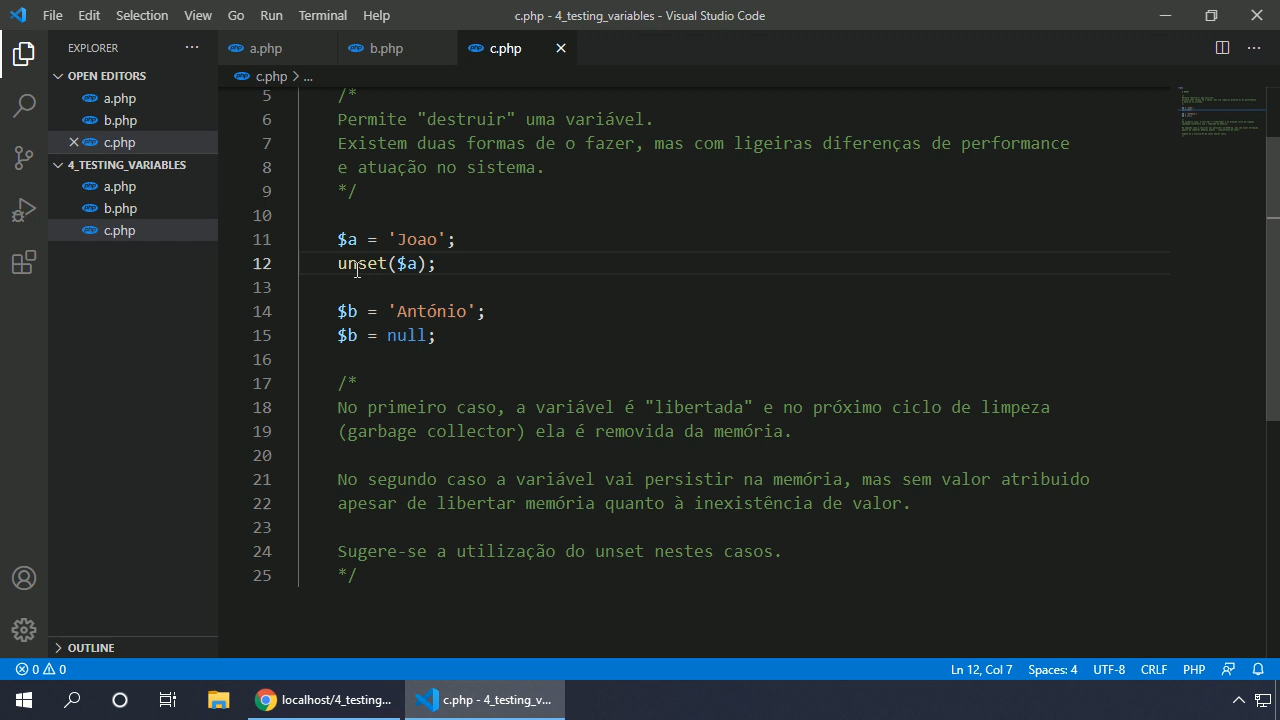 File Edit Selection View Go Run Terminal Help c.php - 4_testing_variables - Visual Studio Code
EXPLORER
OPEN EDITORS
a.php
b.php
c.php
4_TESTING_VARIABLES
a.php
b.php
c.php
OUTLINE
php a.php php b.php php c.php
php c.php > ...
5 /*
6 Permite "destruir" uma variável.
7 Existem duas formas de o fazer, mas com ligeiras diferenças de performance
8 e atuação no sistema.
9 */
10
11 $a = 'Joao';
12 unset($a);
13
14 $b = 'António';
15 $b = null;
16
17 /*
18 No primeiro caso, a variável é "libertada" e no próximo ciclo de limpeza
19 (garbage collector) ela é removida da memória.
20
21 No segundo caso a variável vai persistir na memória, mas sem valor atribuido
22 apesar de libertar memória quanto à inexistência de valor.
23
24 Sugere-se a utilização do unset nestes casos.
25 */
0 0 Ln 12, Col 7 Spaces: 4 UTF-8 CRLF PHP
localhost/4_testing... c.php - 4_testing_v...